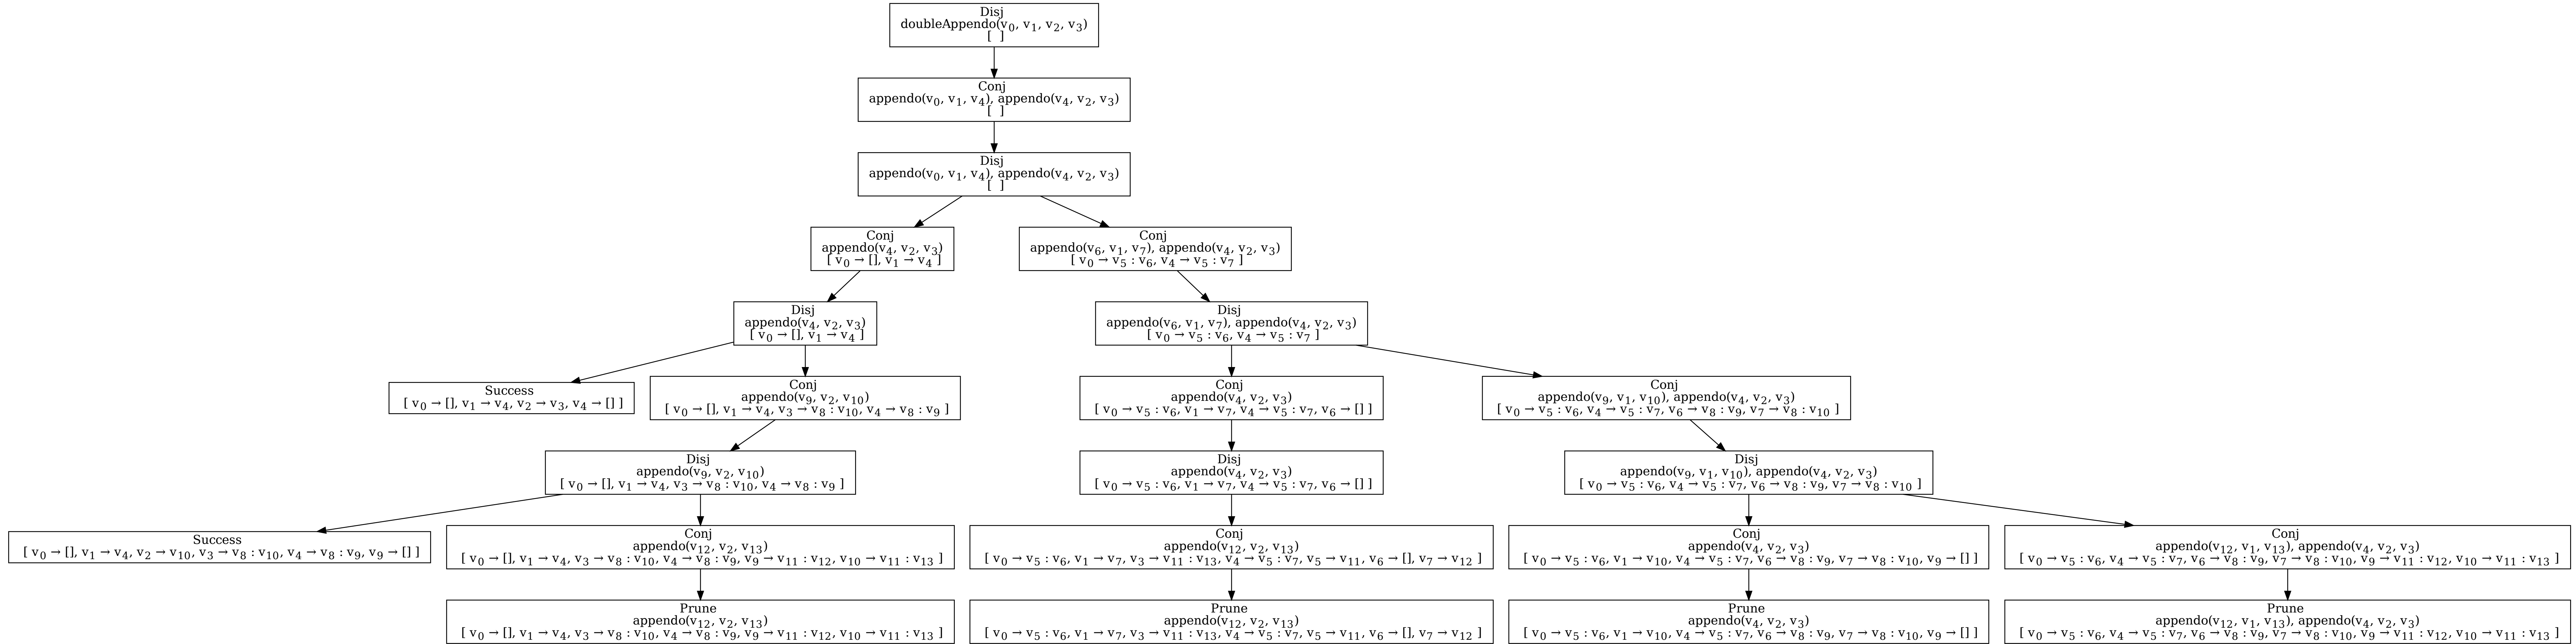 Disj
doubleAppendo(v₀, v₁, v₂, v₃)
[ ]
Conj
appendo(v₀, v₁, v₄), appendo(v₄, v₂, v₃)
[ ]
Disj
appendo(v₀, v₁, v₄), appendo(v₄, v₂, v₃)
[ ]
Conj
appendo(v₄, v₂, v₃)
[ v₀ → [], v₁ → v₄ ]
Conj
appendo(v₆, v₁, v₇), appendo(v₄, v₂, v₃)
[ v₀ → v₅ : v₆, v₄ → v₅ : v₇ ]
Disj
appendo(v₄, v₂, v₃)
[ v₀ → [], v₁ → v₄ ]
Disj
appendo(v₆, v₁, v₇), appendo(v₄, v₂, v₃)
[ v₀ → v₅ : v₆, v₄ → v₅ : v₇ ]
Success
[ v₀ → [], v₁ → v₄, v₂ → v₃, v₄ → [] ]
Conj
appendo(v₉, v₂, v₁₀)
[ v₀ → [], v₁ → v₄, v₃ → v₈ : v₁₀, v₄ → v₈ : v₉ ]
Conj
appendo(v₄, v₂, v₃)
[ v₀ → v₅ : v₆, v₁ → v₇, v₄ → v₅ : v₇, v₆ → [] ]
Conj
appendo(v₉, v₁, v₁₀), appendo(v₄, v₂, v₃)
[ v₀ → v₅ : v₆, v₄ → v₅ : v₇, v₆ → v₈ : v₉, v₇ → v₈ : v₁₀ ]
Disj
appendo(v₉, v₂, v₁₀)
[ v₀ → [], v₁ → v₄, v₃ → v₈ : v₁₀, v₄ → v₈ : v₉ ]
Disj
appendo(v₄, v₂, v₃)
[ v₀ → v₅ : v₆, v₁ → v₇, v₄ → v₅ : v₇, v₆ → [] ]
Disj
appendo(v₉, v₁, v₁₀), appendo(v₄, v₂, v₃)
[ v₀ → v₅ : v₆, v₄ → v₅ : v₇, v₆ → v₈ : v₉, v₇ → v₈ : v₁₀ ]
Success
[ v₀ → [], v₁ → v₄, v₂ → v₁₀, v₃ → v₈ : v₁₀, v₄ → v₈ : v₉, v₉ → [] ]
Conj
appendo(v₁₂, v₂, v₁₃)
[ v₀ → [], v₁ → v₄, v₃ → v₈ : v₁₀, v₄ → v₈ : v₉, v₉ → v₁₁ : v₁₂, v₁₀ → v₁₁ : v₁₃ ]
Conj
appendo(v₁₂, v₂, v₁₃)
[ v₀ → v₅ : v₆, v₁ → v₇, v₃ → v₁₁ : v₁₃, v₄ → v₅ : v₇, v₅ → v₁₁, v₆ → [], v₇ → v₁₂ ]
Conj
appendo(v₄, v₂, v₃)
[ v₀ → v₅ : v₆, v₁ → v₁₀, v₄ → v₅ : v₇, v₆ → v₈ : v₉, v₇ → v₈ : v₁₀, v₉ → [] ]
Conj
appendo(v₁₂, v₁, v₁₃), appendo(v₄, v₂, v₃)
[ v₀ → v₅ : v₆, v₄ → v₅ : v₇, v₆ → v₈ : v₉, v₇ → v₈ : v₁₀, v₉ → v₁₁ : v₁₂, v₁₀ → v₁₁ : v₁₃ ]
Prune
appendo(v₁₂, v₂, v₁₃)
[ v₀ → [], v₁ → v₄, v₃ → v₈ : v₁₀, v₄ → v₈ : v₉, v₉ → v₁₁ : v₁₂, v₁₀ → v₁₁ : v₁₃ ]
Prune
appendo(v₁₂, v₂, v₁₃)
[ v₀ → v₅ : v₆, v₁ → v₇, v₃ → v₁₁ : v₁₃, v₄ → v₅ : v₇, v₅ → v₁₁, v₆ → [], v₇ → v₁₂ ]
Prune
appendo(v₄, v₂, v₃)
[ v₀ → v₅ : v₆, v₁ → v₁₀, v₄ → v₅ : v₇, v₆ → v₈ : v₉, v₇ → v₈ : v₁₀, v₉ → [] ]
Prune
appendo(v₁₂, v₁, v₁₃), appendo(v₄, v₂, v₃)
[ v₀ → v₅ : v₆, v₄ → v₅ : v₇, v₆ → v₈ : v₉, v₇ → v₈ : v₁₀, v₉ → v₁₁ : v₁₂, v₁₀ → v₁₁ : v₁₃ ]